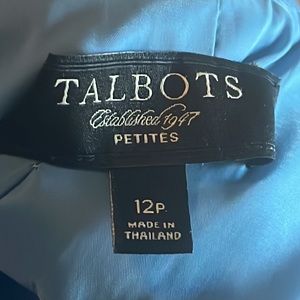 TALBOTS
Established 1947
PETITES
12P
MADE IN
THAILAND